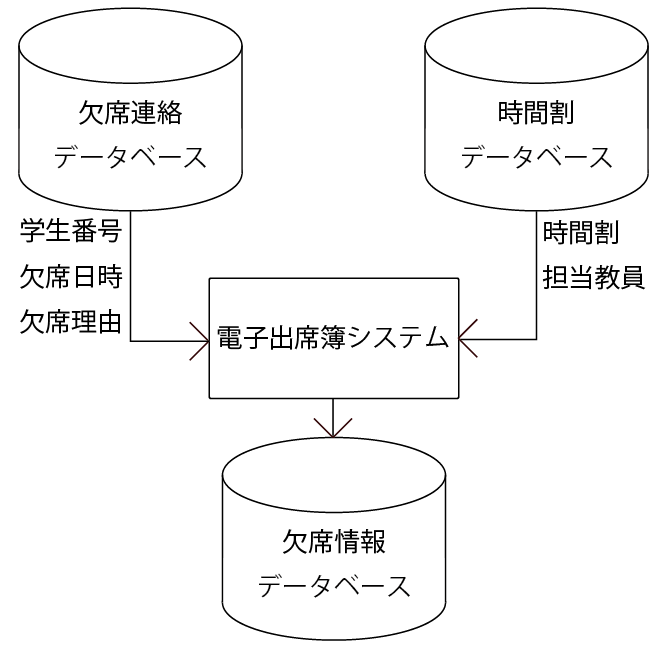 欠席連絡
データベース
時間割
データベース
学生番号
欠席日時
欠席理由
時間割
担当教員
電子出席簿システム
欠席情報
データベース